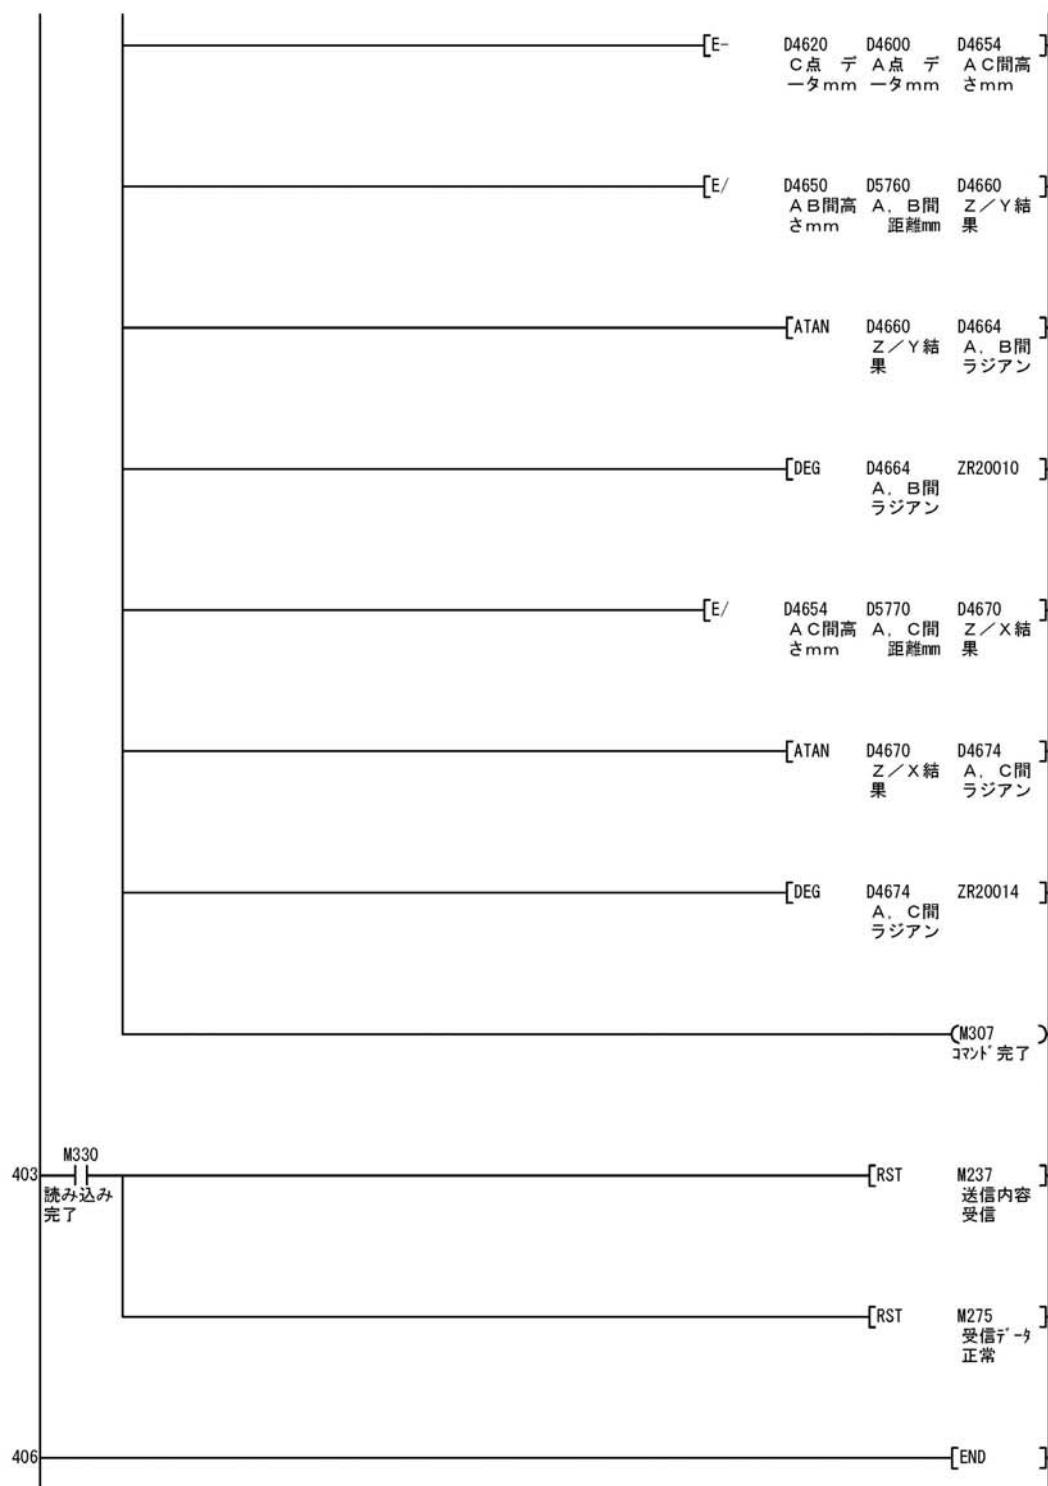 [E- D4620 D4600 D4654 ]
C点 デ A点 デ AC間高
ータmm ータmm さmm
[E/ D4650 D5760 D4660 ]
AB間高 A，B間 Z／Y結
さmm 距離㎜ 果
[ATAN D4660 D4664 ]
Z／Y結 A，B間
果 ラジアン
[DEG D4664 ZR20010 ]
A，B間
ラジアン
[E/ D4654 D5770 D4670 ]
AC間高 A，C間 Z／X結
さmm 距離㎜ 果
[ATAN D4670 D4674 ]
Z／X結 A，C間
果 ラジアン
[DEG D4674 ZR20014 ]
A，C間
ラジアン
(M307 )
ｺﾏﾝﾄﾞ完了
M330
403 [RST M237 ]
読み込み 送信内容
完了 受信
[RST M275 ]
受信ﾃﾞｰﾀ
正常
406 [END ]